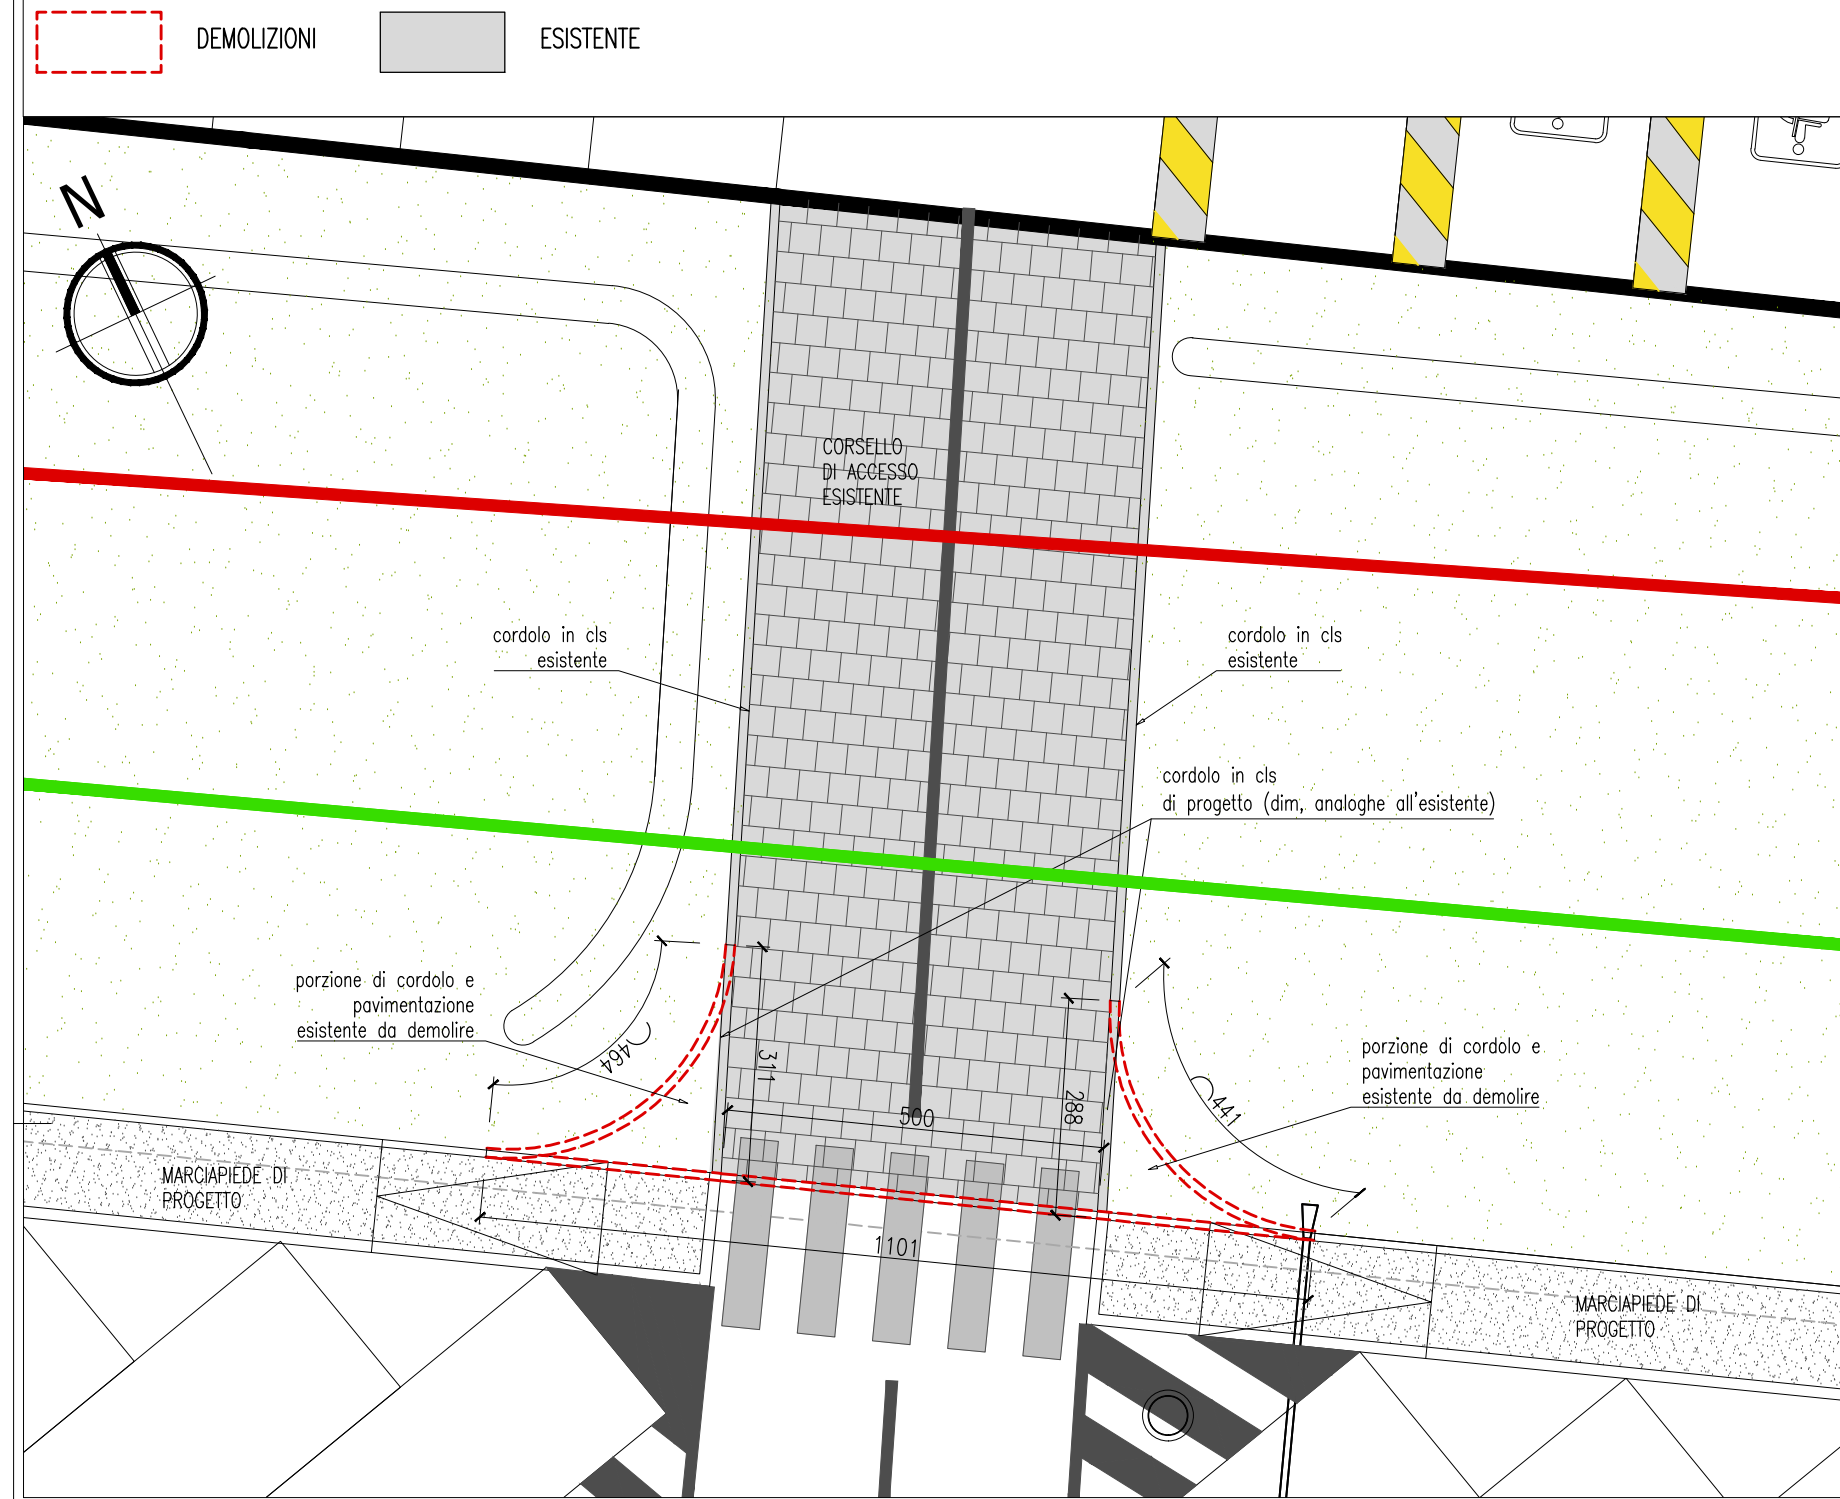 DEMOLIZIONI
ESISTENTE
N
CORSELLO
DI ACCESSO
ESISTENTE
cordolo in cls
esistente
cordolo in cls
esistente
cordolo in cls
di progetto (dim, analoghe all'esistente)
porzione di cordolo e
pavimentazione
esistente da demolire
464
311
288
500
441
porzione di cordolo e
pavimentazione
esistente da demolire
MARCIAPIEDE DI
PROGETTO
1101
MARCIAPIEDE DI
PROGETTO